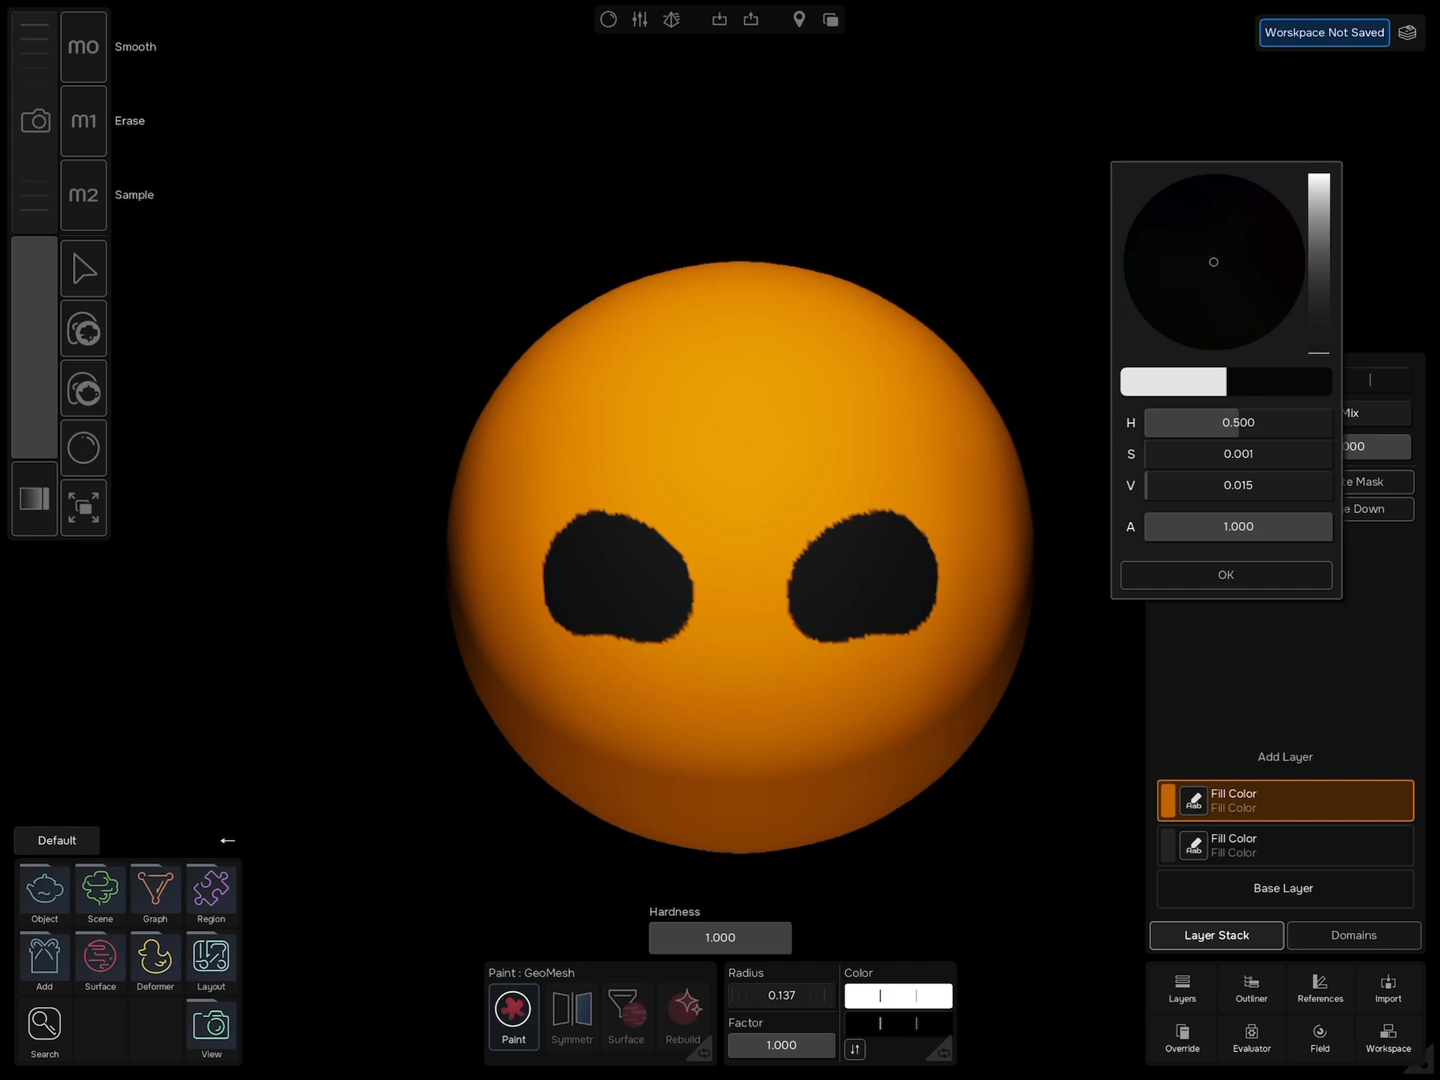 m0
Smooth
m1
Erase
m2
Sample
Worskpace Not Saved
H
0.500
S
0.001
V
0.015
A
1.000
OK
Mix
Mask
Down
Add Layer
Fill Color
Fill Color
Fill Color
Fill Color
Base Layer
Layer Stack
Domains
Default
Object
Scene
Graph
Region
Add
Surface
Deformer
Layout
Search
View
Hardness
1.000
Paint : GeoMesh
Paint
Symmetr
Surface
Rebuild
Radius
0.137
Factor
1.000
Color
Layers
Outliner
References
Import
Override
Evaluator
Field
Workspace